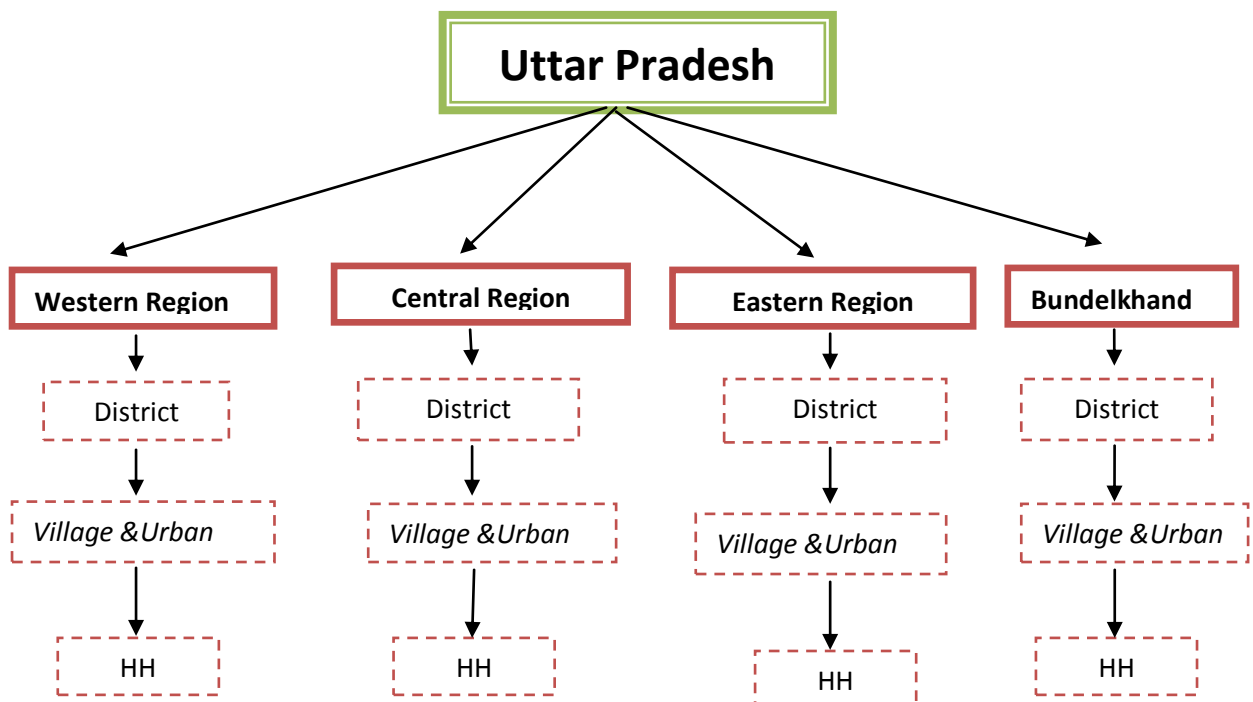 Uttar Pradesh
Western Region
Central Region
Eastern Region
Bundelkhand
District
District
District
District
Village &Urban
Village &Urban
Village &Urban
Village &Urban
HH
HH
HH
HH